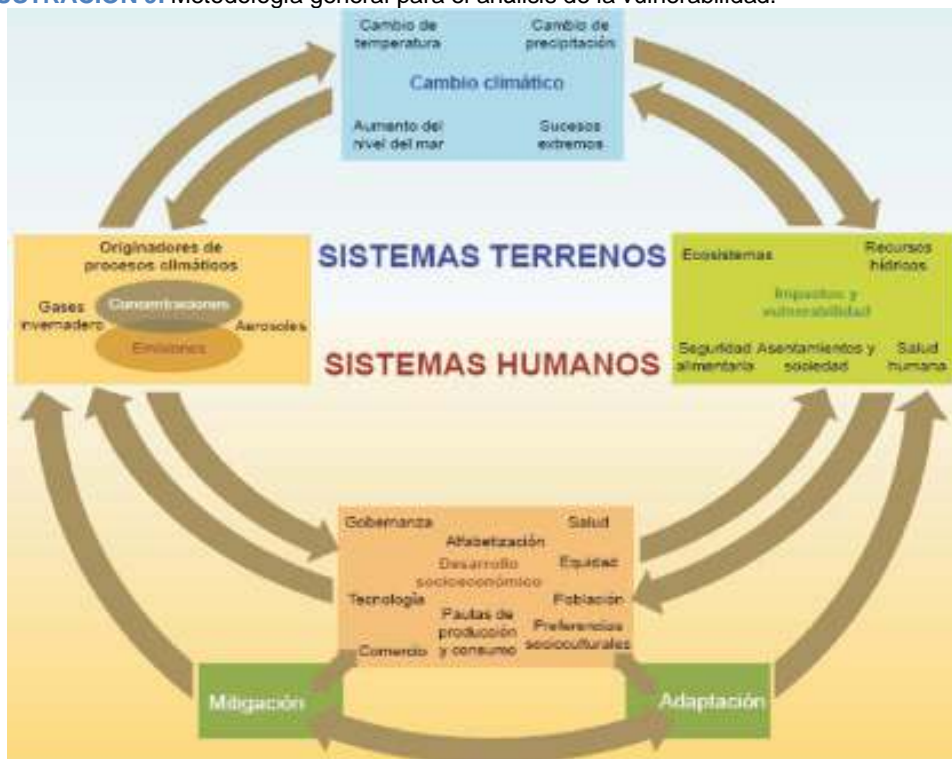 Metodología general para el análisis de la vulnerabilidad.
Cambio de
temperatura
Cambio de
precipitación
Cambio climático
Aumento del
nivel del mar
Sucesos
extremos
Originadores de
procesos climáticos
Concentraciones
Gases
invernadero
Aerosoles
Emisiones
SISTEMAS TERRENOS
SISTEMAS HUMANOS
Ecosistemas
Recursos
hídricos
Impactos y
vulnerabilidad
Seguridad
alimentaria
Asentamientos y
sociedad
Salud
humana
Gobernanza
Salud
Alfabetización
Desarrollo
socioeconómico
Equidad
Tecnología
Población
Pautas de
producción
y consumo
Preferencias
socioculturales
Comercio
Mitigación
Adaptación